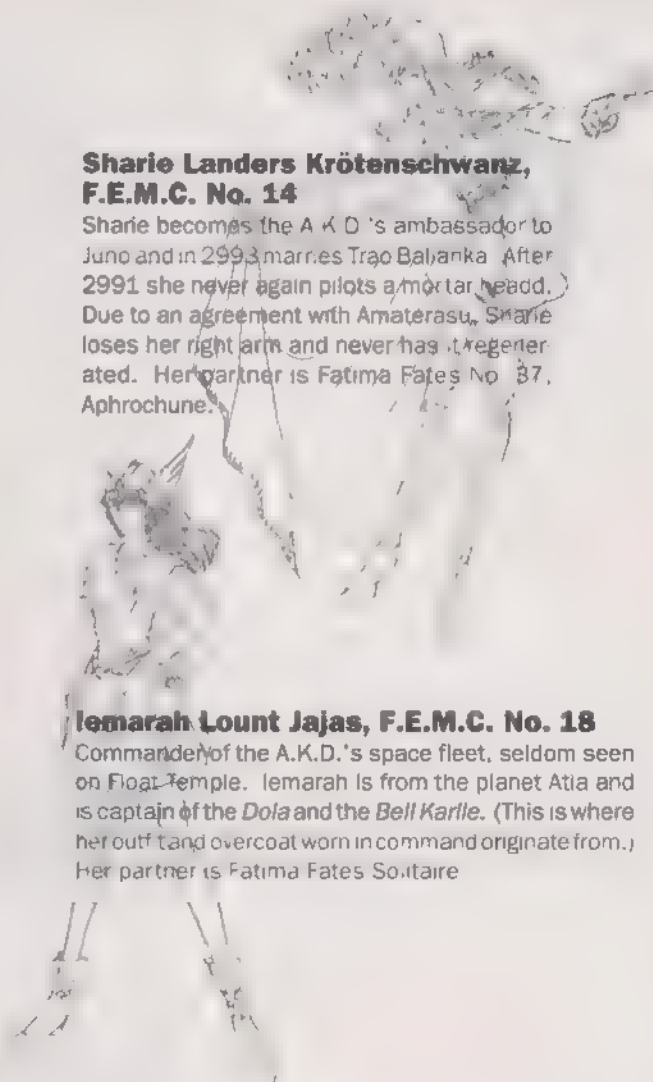 Sharie Landers Krötenschwanz,
F.E.M.C. No. 14
Sharie becomes the A.K.D.'s ambassador to
Juno and in 2993 marries Trao Balanka. After
2991 she never again pilots a mortar headd.
Due to an agreement with Amaterasu, Sharie
loses her right arm and never has it regener-
ated. Her partner is Fatima Fates No. 37,
Aphrochune.
Iemarah Lount Jajas, F.E.M.C. No. 18
Commander of the A.K.D.'s space fleet, seldom seen
on Float Temple. Iemarah is from the planet Atia and
is captain of the Dola and the Bell Karlie. (This is where
her outfit and overcoat worn in command originate from.)
Her partner is Fatima Fates Solitaire